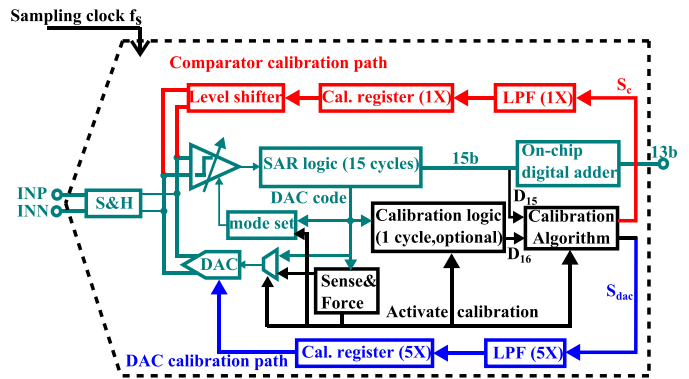 Sampling clock fs
Comparator calibration path
Level shifter
Cal. register (1X)
LPF (1X)
Sc
SAR logic (15 cycles)
15b
On-chip
digital adder
13b
INP
INN
S&H
DAC code
D15
mode set
Calibration logic
(1 cycle,optional)
Calibration
Algorithm
D16
DAC
Sense&
Force
Activate calibration
Sdac
DAC calibration path
Cal. register (5X)
LPF (5X)